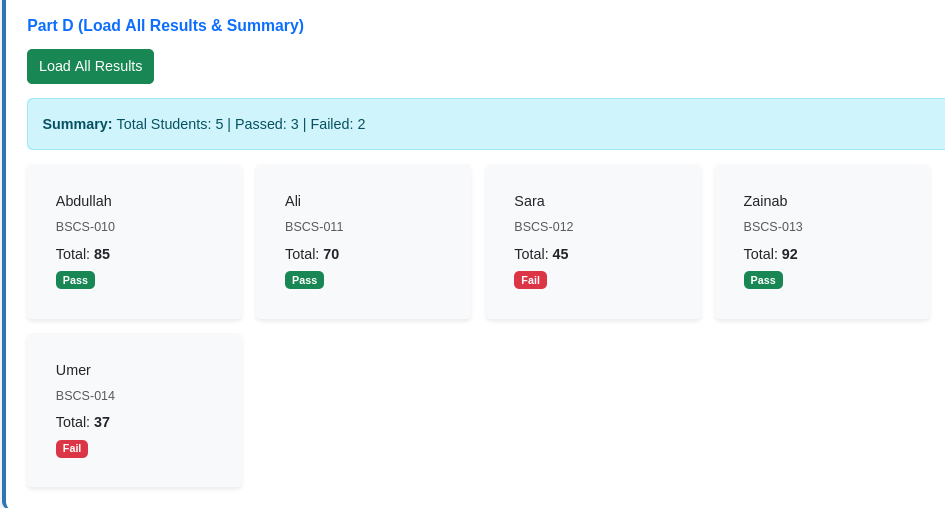 Part D (Load All Results & Summary)
Load All Results
Summary: Total Students: 5 | Passed: 3 | Failed: 2
Abdullah
BSCS-010
Total: 85
Pass
Ali
BSCS-011
Total: 70
Pass
Sara
BSCS-012
Total: 45
Fail
Zainab
BSCS-013
Total: 92
Pass
Umer
BSCS-014
Total: 37
Fail